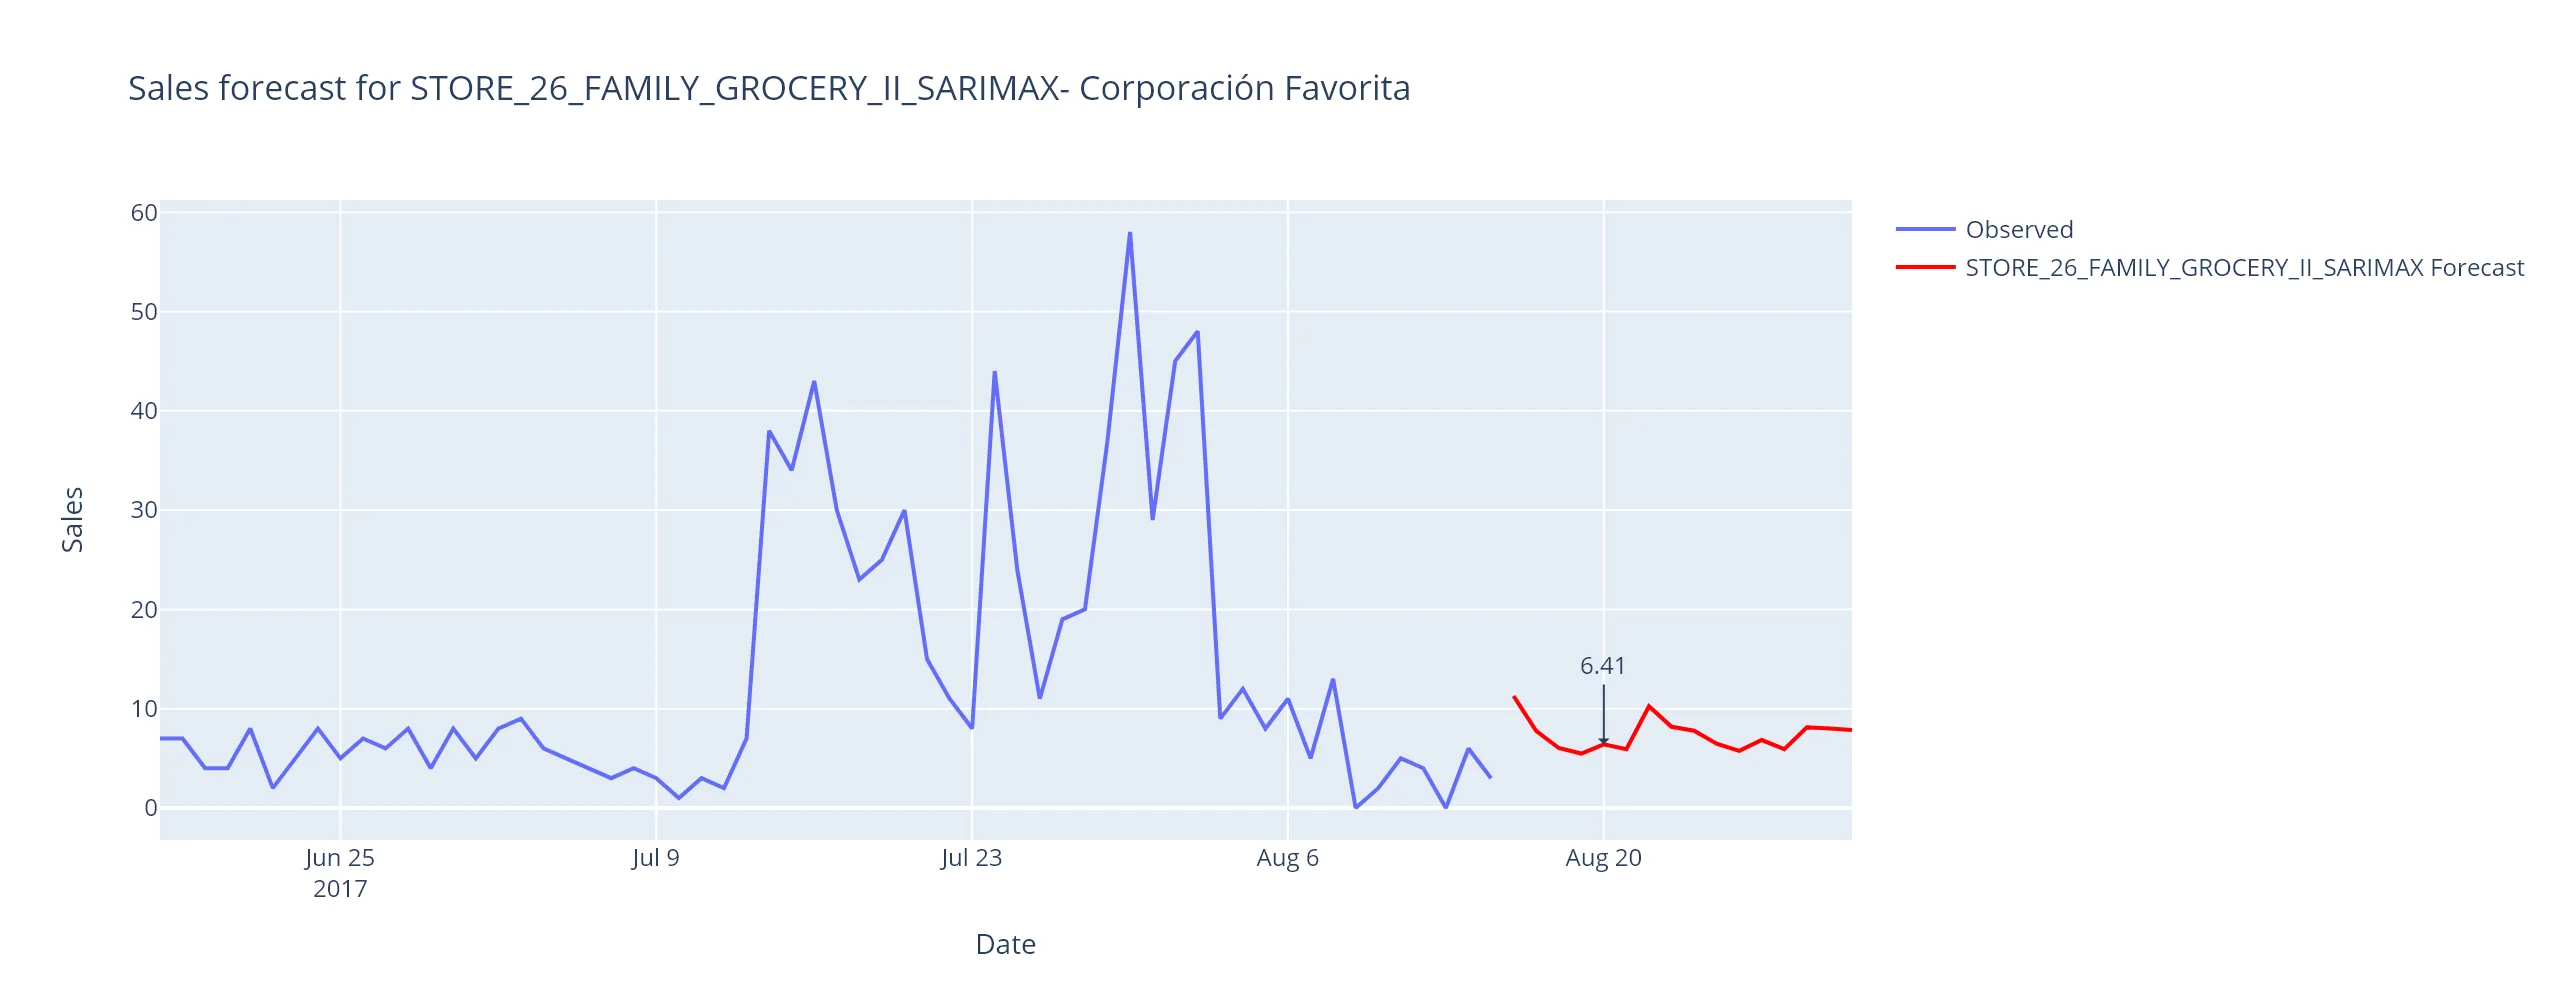 Sales forecast for STORE_26_FAMILY_GROCERY_II_SARIMAX- Corporación Favorita
Observed
STORE_26_FAMILY_GROCERY_II_SARIMAX Forecast
60
50
40
30
20
10
0
Sales
6.41
Jun 25
2017
Jul 9
Jul 23
Aug 6
Aug 20
Date